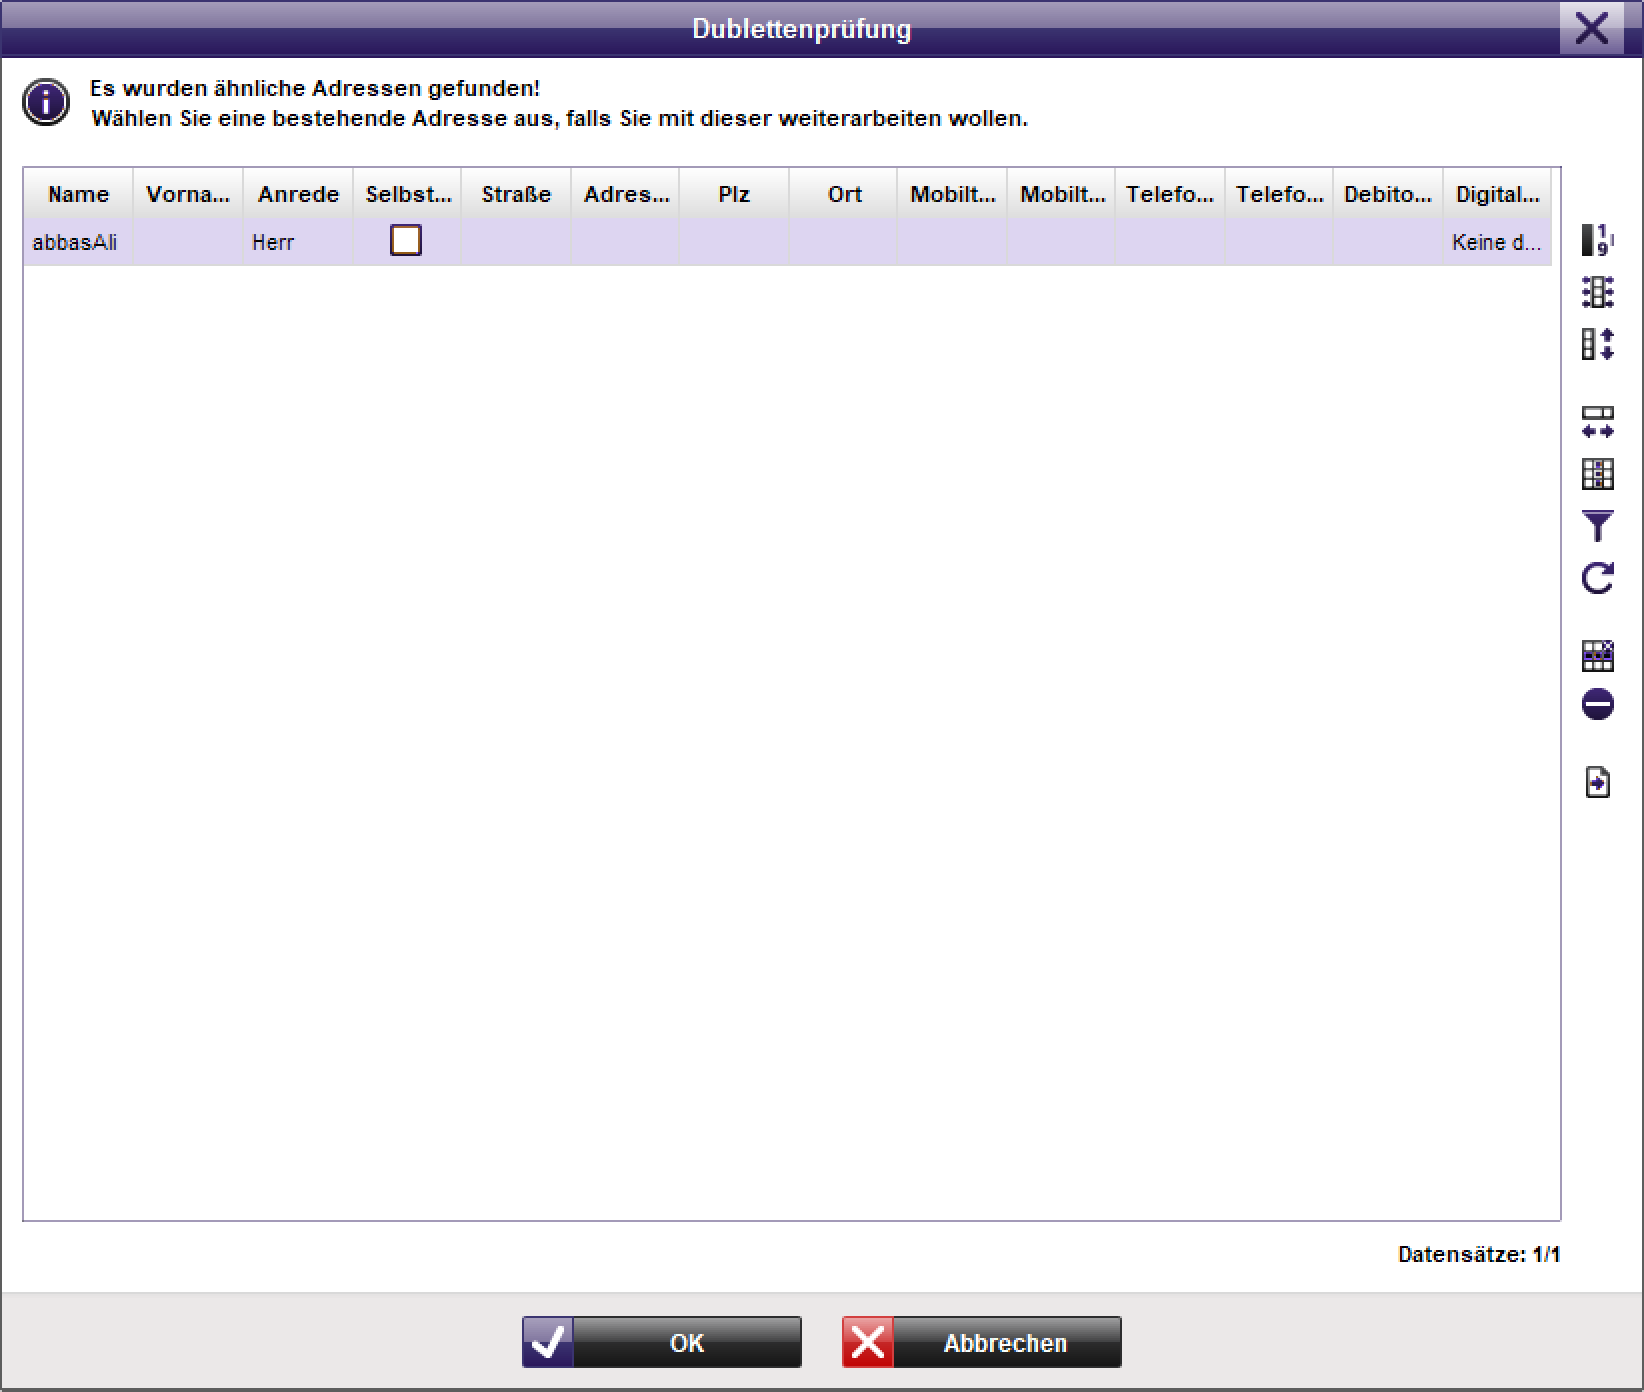 Dublettenprüfung
Es wurden ähnliche Adressen gefunden!
Wählen Sie eine bestehende Adresse aus, falls Sie mit dieser weiterarbeiten wollen.
Name Vorna... Anrede Selbst... Straße Adres... Plz Ort Mobilt... Mobilt... Telefo... Telefo... Debito... Digital...
abbasAli Herr Keine d...
Datensätze: 1/1
OK Abbrechen